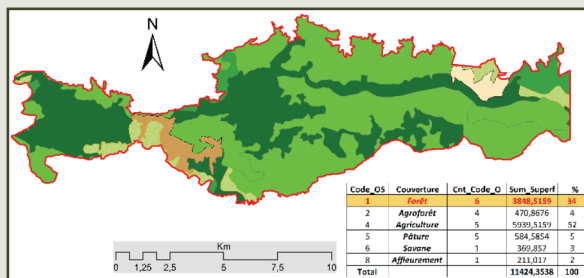 N
Code_OS Couverture Cnt_Code_O Sum_Superf %
1 Forêt 6 3848,5159 34
2 Agroforêt 4 470,8676 4
4 Agriculture 5 5939,5159 52
5 Pâture 5 584,5854 5
6 Savane 1 369,857 3
8 Affleurement 1 211,017 2
Total 11424,3538 100
Km
0 1,25 2,5 5 7,5 10